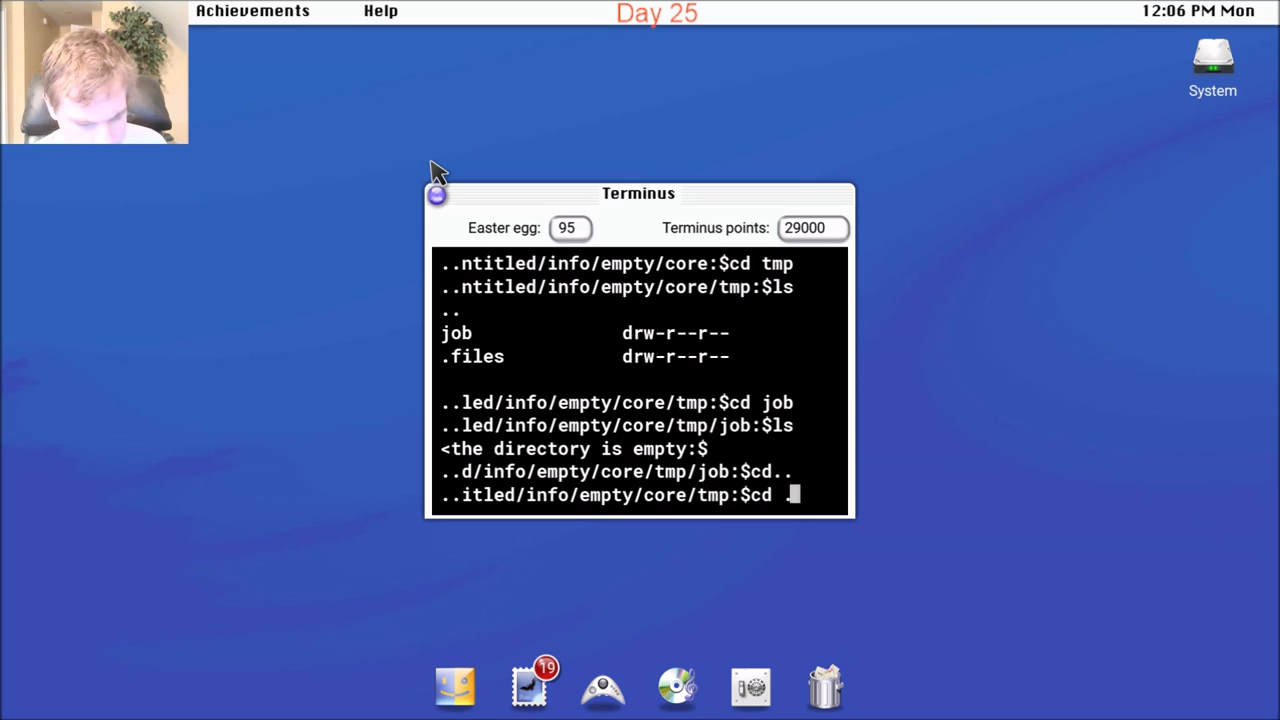 Achievements Help Day 25 12:06 PM Mon
System
Terminus
Easter egg: 95 Terminus points: 29000
..ntitled/info/empty/core:$cd tmp
..ntitled/info/empty/core/tmp:$ls
..
job drw-r--r--
.files drw-r--r--
..led/info/empty/core/tmp:$cd job
..led/info/empty/core/tmp/job:$ls
<the directory is empty:$
..d/info/empty/core/tmp/job:$cd..
..itled/info/empty/core/tmp:$cd .
19